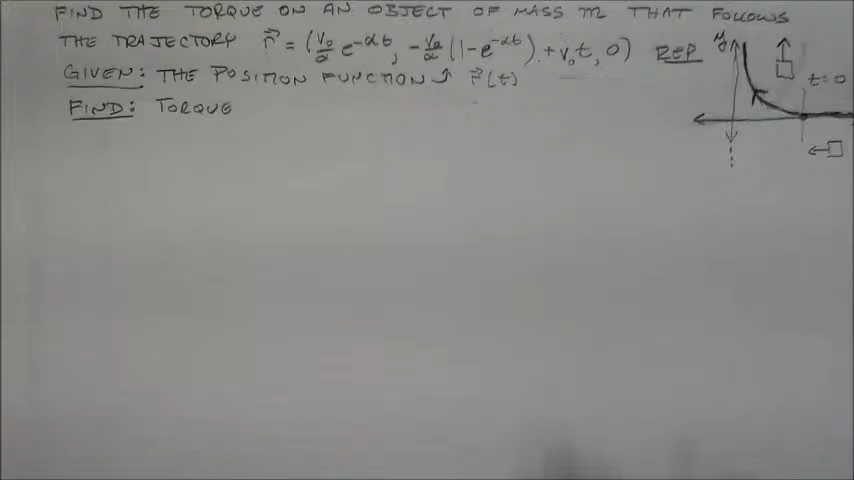 FIND THE TORQUE ON AN OBJECT OF MASS m THAT FOLLOWS
THE TRAJECTORY r⃗ = (v₀/α e^-αt, -v₀/α (1-e^-αt) + v₀t, 0) REP
GIVEN: THE POSITION FUNCTION ↑ r⃗(t)
FIND: TORQUE
y
t=0